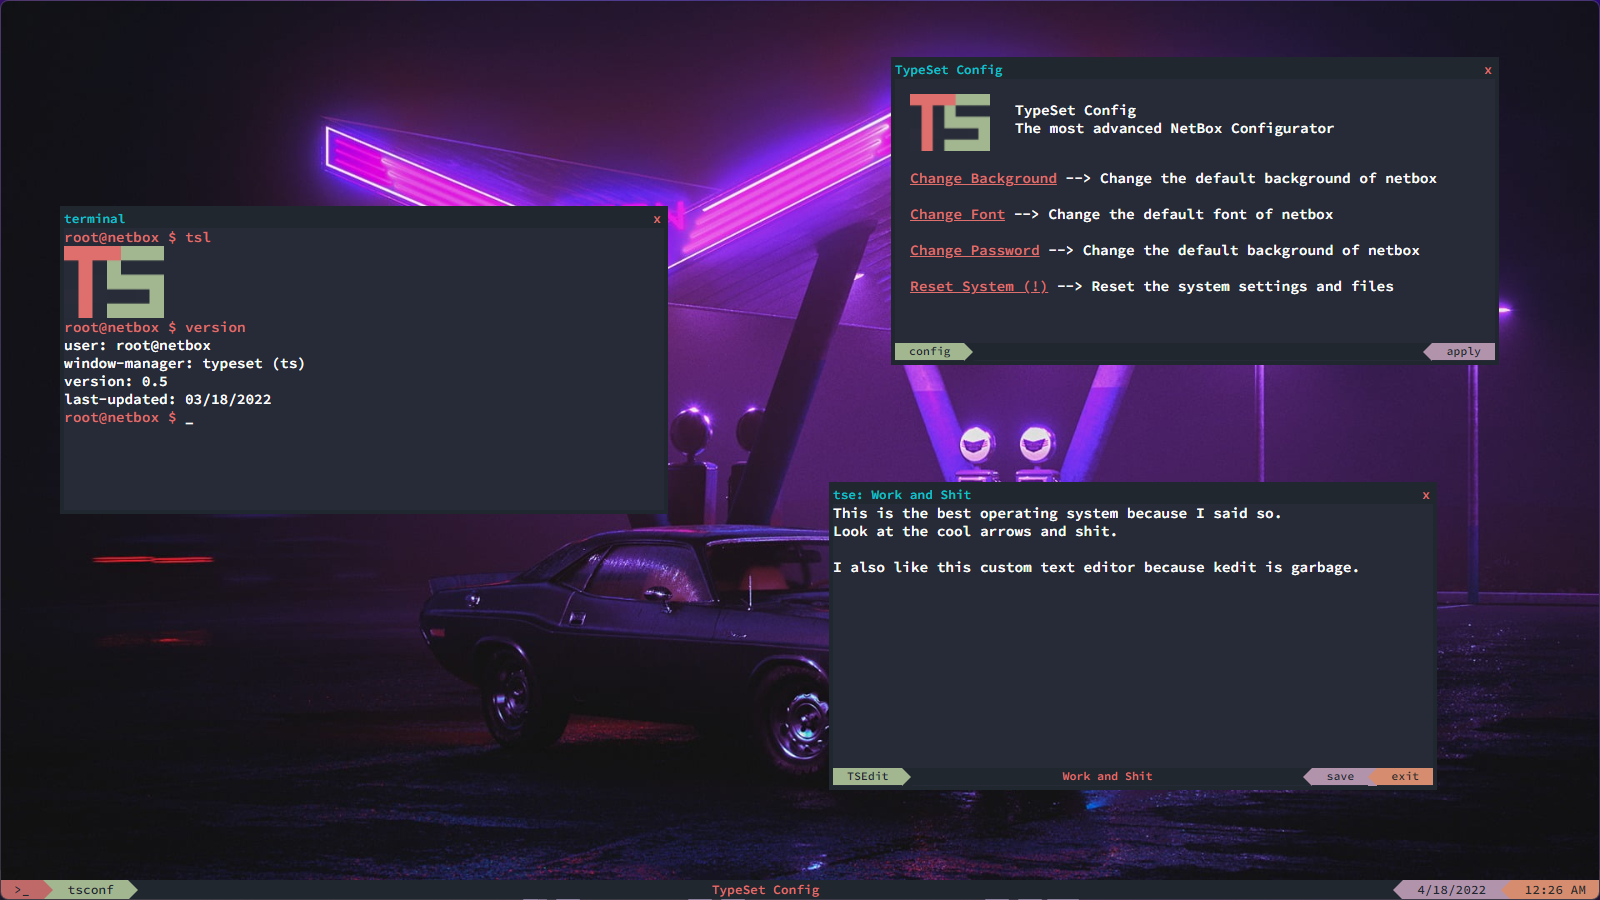 terminal
x
root@netbox $ tsl
TS
root@netbox $ version
user: root@netbox
window-manager: typeset (ts)
version: 0.5
last-updated: 03/18/2022
root@netbox $ _
TypeSet Config
x
TS
TypeSet Config
The most advanced NetBox Configurator
Change Background --> Change the default background of netbox
Change Font --> Change the default font of netbox
Change Password --> Change the default background of netbox
Reset System (!) --> Reset the system settings and files
config
apply
tse: Work and Shit
x
This is the best operating system because I said so.
Look at the cool arrows and shit.
I also like this custom text editor because kedit is garbage.
TSEdit
Work and Shit
save
exit
>_
tsconf
TypeSet Config
4/18/2022
12:26 AM